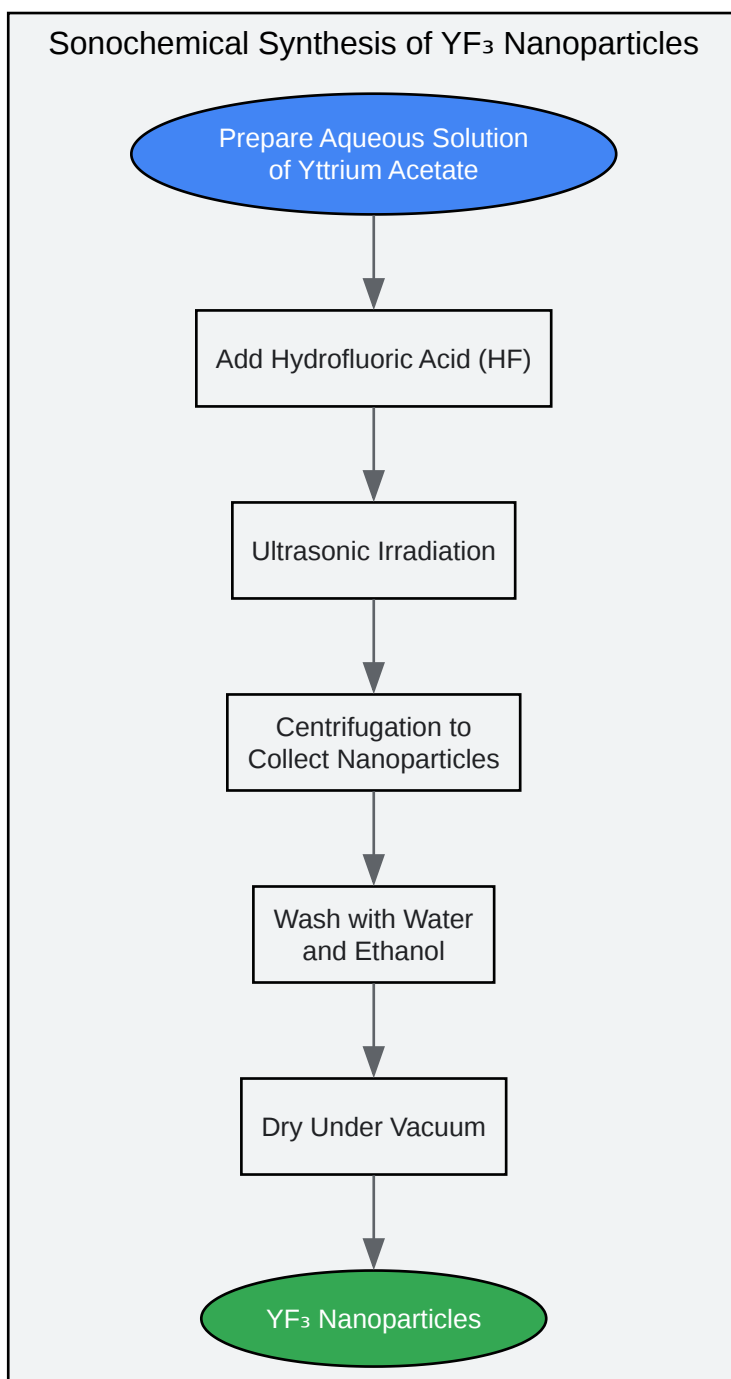 Sonochemical Synthesis of YF₃ Nanoparticles
Prepare Aqueous Solution
of Yttrium Acetate
Add Hydrofluoric Acid (HF)
Ultrasonic Irradiation
Centrifugation to
Collect Nanoparticles
Wash with Water
and Ethanol
Dry Under Vacuum
YF₃ Nanoparticles